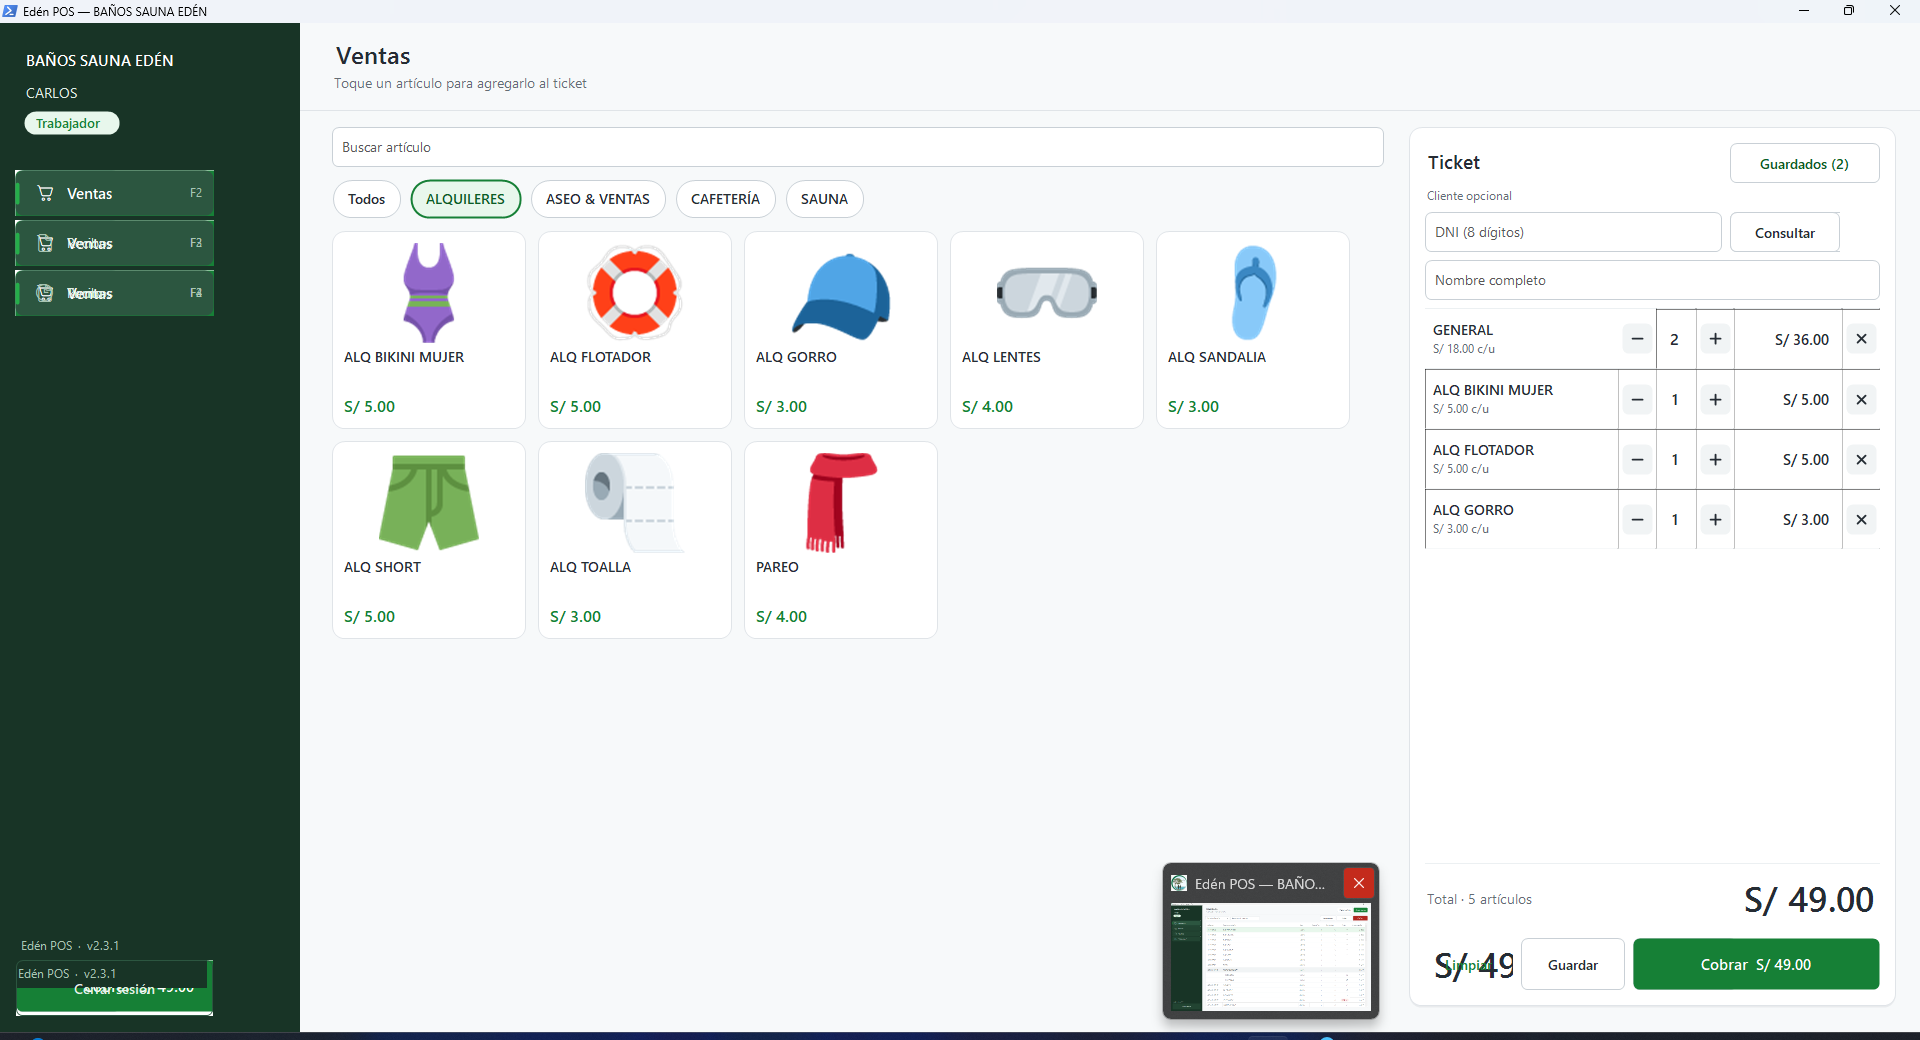 Edén POS — BAÑOS SAUNA EDÉN
BAÑOS SAUNA EDÉN
CARLOS
Trabajador
Ventas F2
Ventas
Ventas
Edén POS · v2.3.1
Edén POS · v2.3.1
Cerrar sesión
Ventas
Toque un artículo para agregarlo al ticket
Buscar artículo
Todos
ALQUILERES
ASEO & VENTAS
CAFETERÍA
SAUNA
ALQ BIKINI MUJER
S/ 5.00
ALQ FLOTADOR
S/ 5.00
ALQ GORRO
S/ 3.00
ALQ LENTES
S/ 4.00
ALQ SANDALIA
S/ 3.00
ALQ SHORT
S/ 5.00
ALQ TOALLA
S/ 3.00
PAREO
S/ 4.00
Edén POS — BAÑO...
Ticket
Guardados (2)
Cliente opcional
DNI (8 dígitos)
Consultar
Nombre completo
GENERAL
S/ 18.00 c/u
− 2 + S/ 36.00 ×
ALQ BIKINI MUJER
S/ 5.00 c/u
− 1 + S/ 5.00 ×
ALQ FLOTADOR
S/ 5.00 c/u
− 1 + S/ 5.00 ×
ALQ GORRO
S/ 3.00 c/u
− 1 + S/ 3.00 ×
Total · 5 artículos
S/ 49.00
S/ 49
Limpiar
Guardar
Cobrar S/ 49.00